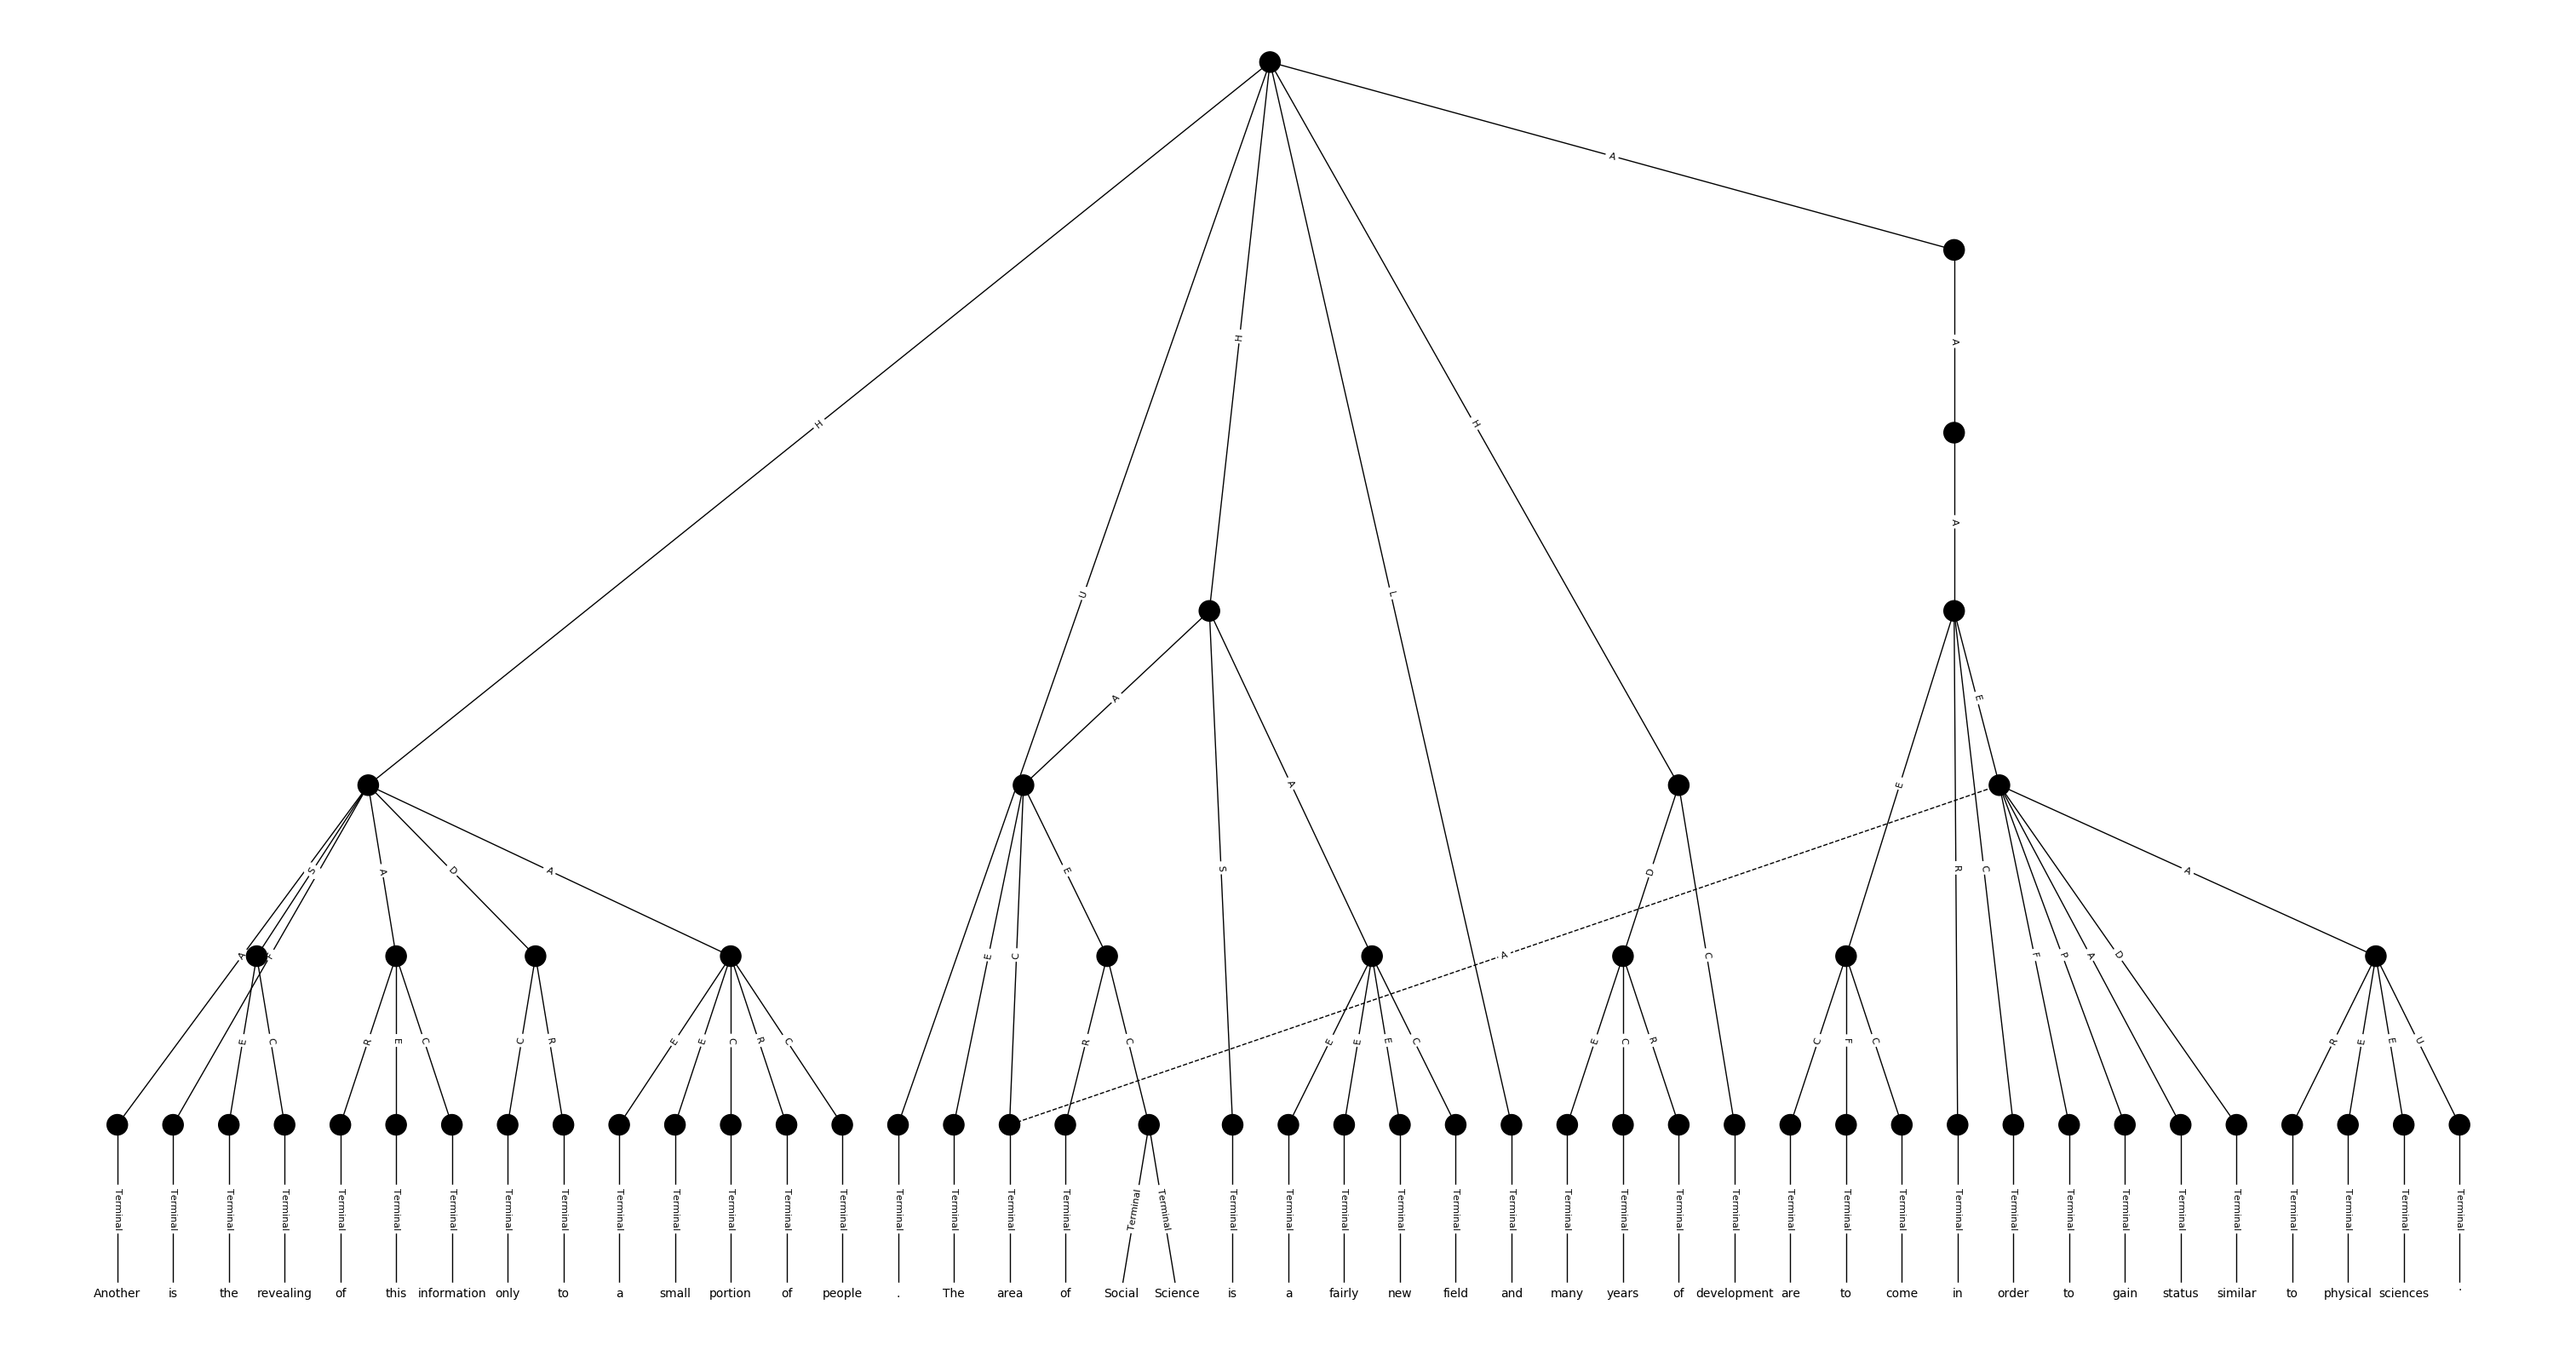 A
H
A
H
H
A
U
L
A
E
A
E
S
A
D
A
E
S
D
R
C
A
A
F
E
C
A
C
F
P
A
D
E
C
R
E
C
C
R
E
E
C
R
C
R
C
E
E
E
C
E
C
R
C
F
C
R
E
E
U
Terminal Terminal Terminal Terminal Terminal Terminal Terminal Terminal Terminal Terminal Terminal Terminal Terminal Terminal Terminal Terminal Terminal Terminal Terminal Terminal Terminal Terminal Terminal Terminal Terminal Terminal Terminal Terminal Terminal Terminal Terminal Terminal Terminal Terminal Terminal Terminal Terminal Terminal Terminal Terminal Terminal Terminal Terminal
Another is the revealing of this information only to a small portion of people . The area of Social Science is a fairly new field and many years of development are to come in order to gain status similar to physical sciences .